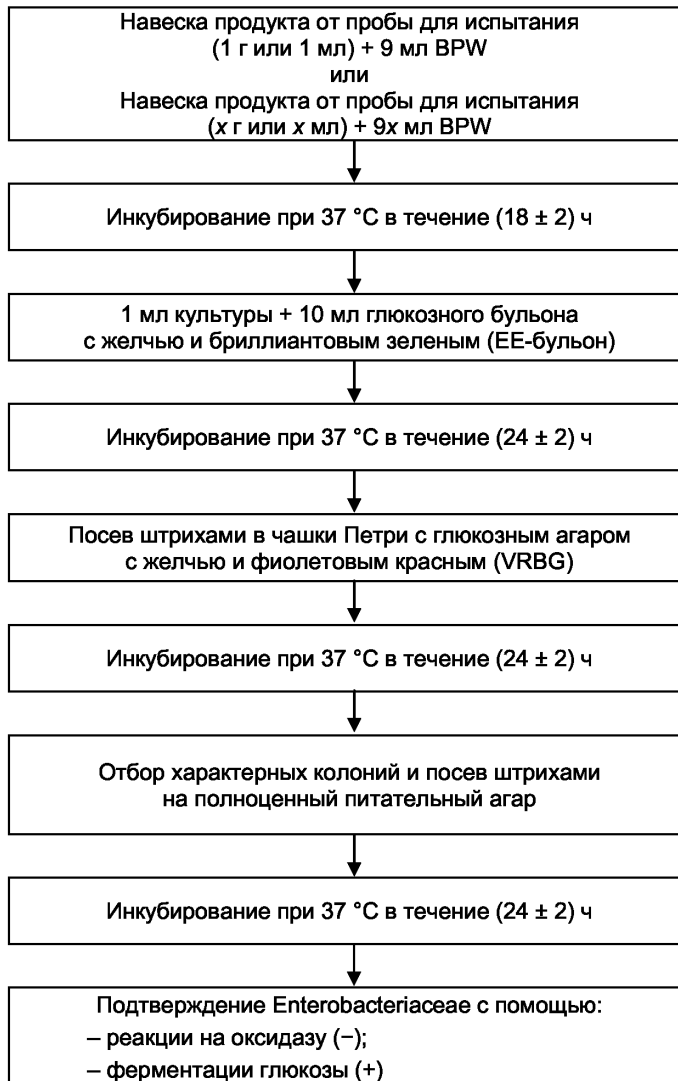 Навеска продукта от пробы для испытания
(1 г или 1 мл) + 9 мл BPW
или
Навеска продукта от пробы для испытания
(x г или x мл) + 9x мл BPW
Инкубирование при 37 °C в течение (18 ± 2) ч
1 мл культуры + 10 мл глюкозного бульона
с желчью и бриллиантовым зеленым (ЕЕ-бульон)
Инкубирование при 37 °C в течение (24 ± 2) ч
Посев штрихами в чашки Петри с глюкозным агаром
с желчью и фиолетовым красным (VRBG)
Инкубирование при 37 °C в течение (24 ± 2) ч
Отбор характерных колоний и посев штрихами
на полноценный питательный агар
Инкубирование при 37 °C в течение (24 ± 2) ч
Подтверждение Enterobacteriaceae с помощью:
– реакции на оксидазу (−);
– ферментации глюкозы (+)